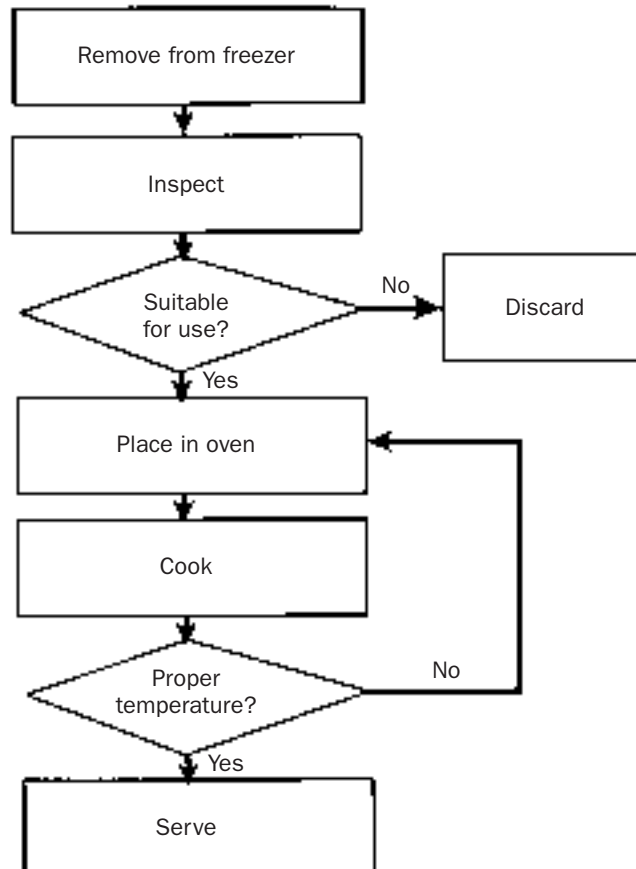 Remove from freezer
Inspect
Suitable
for use?
No
Discard
Yes
Place in oven
Cook
Proper
temperature?
No
Yes
Serve